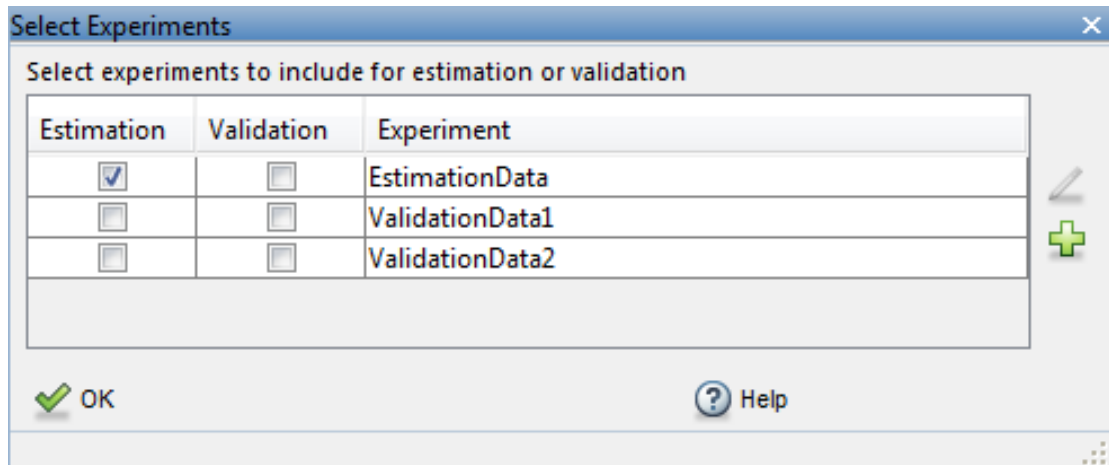 Select Experiments
Select experiments to include for estimation or validation
Estimation Validation Experiment
EstimationData
ValidationData1
ValidationData2
OK Help